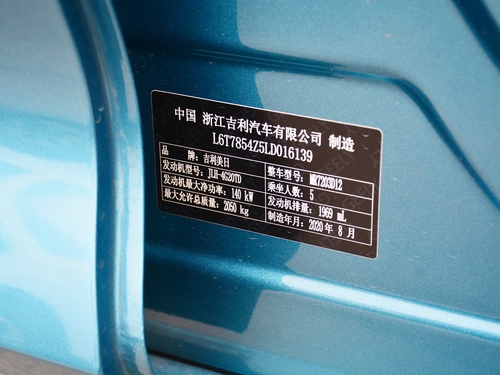 中国 浙江吉利汽车有限公司 制造
L6T7854Z5LD016139
品 牌: 吉利美日 整车型号: MR7203D12
发动机型号: JLH-4G20TD 乘坐人数: 5
发动机最大净功率: 140 kW 发动机排量: 1969 mL
最大允许总质量: 2050 kg 制造年月: 2020 年 8 月